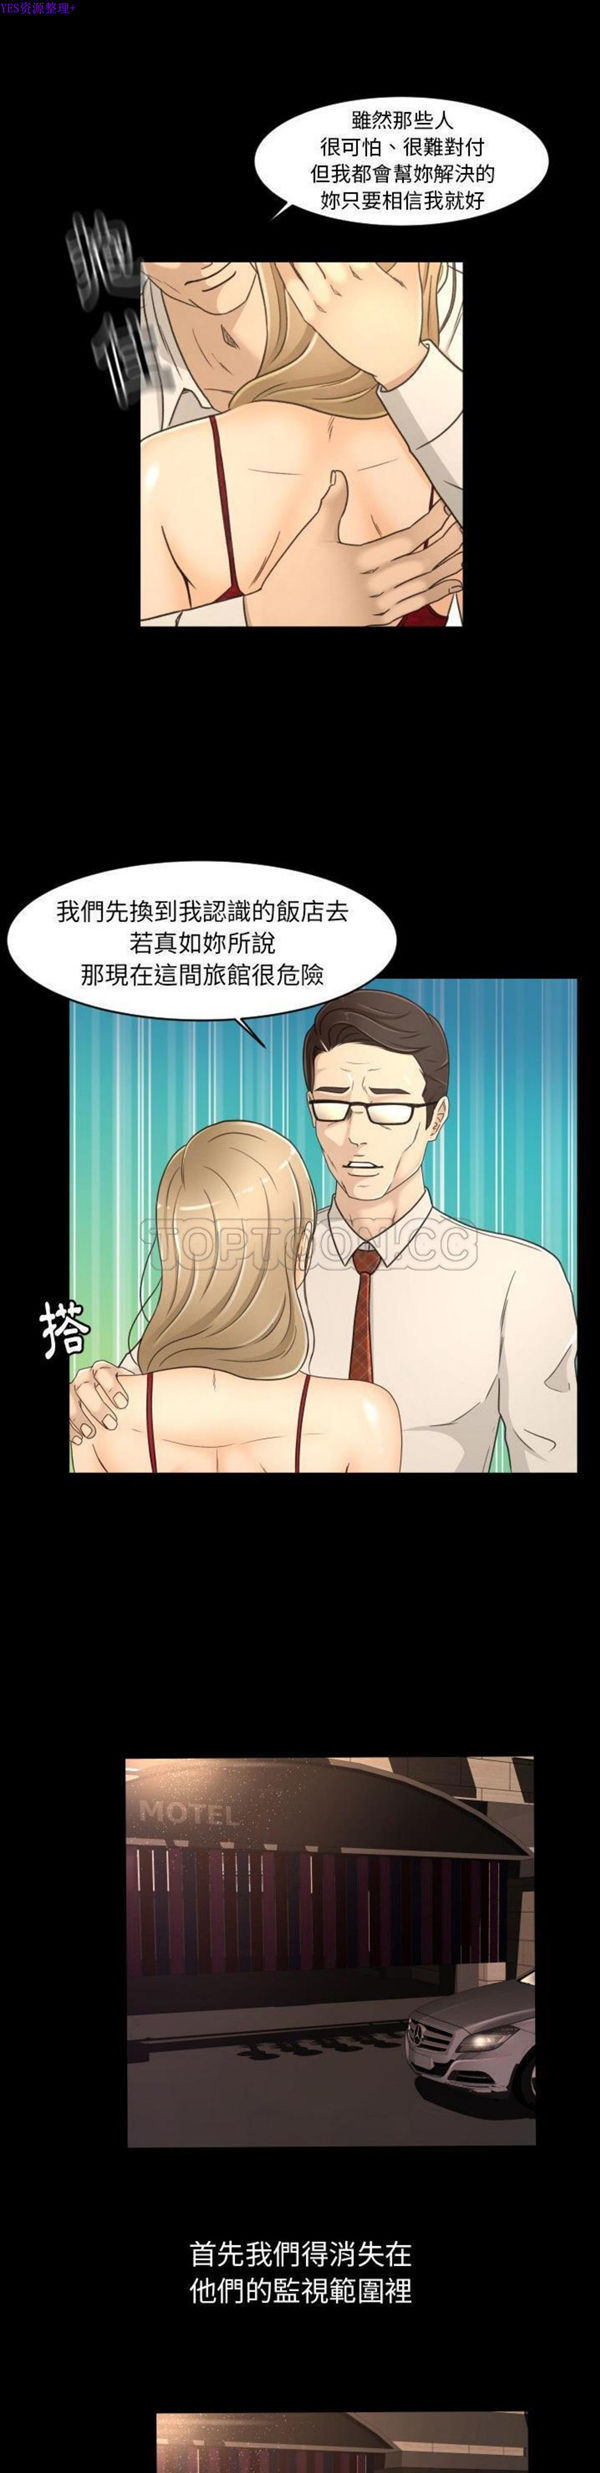 YES资源整理+
雖然那些人
很可怕、很難對付
但我都會幫妳解決的
妳只要相信我就好
抱住
我們先換到我認識的飯店去
若真如妳所說
那現在這間旅館很危險
TOPTOON.CC
搭
MOTEL
首先我們得消失在
他們的監視範圍裡